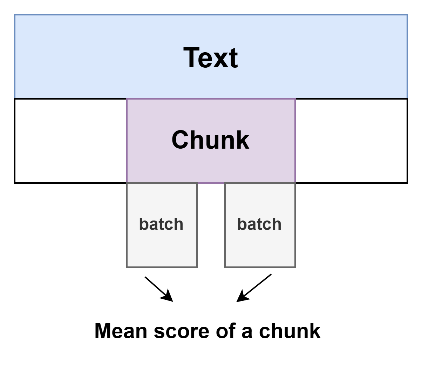 Text
Chunk
batch batch
Mean score of a chunk